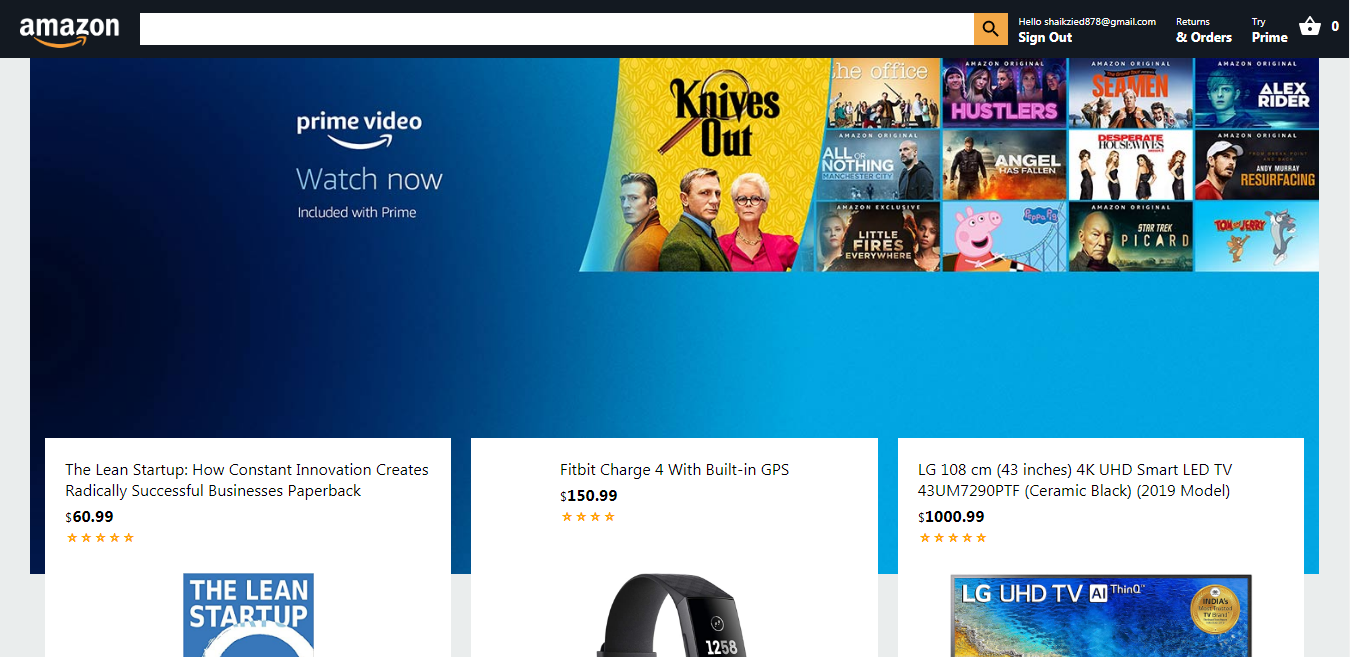 amazon
Hello shaikzied878@gmail.com
Sign Out
Returns
& Orders
Try
Prime
0
prime video
Watch now
Included with Prime
Knives
Out
the office
AMAZON ORIGINAL
HUSTLERS
AMAZON ORIGINAL
SEAMEN
AMAZON ORIGINAL
ALEX
RIDER
AMAZON ORIGINAL
ALL OR
NOTHING
MANCHESTER CITY
ANGEL
HAS FALLEN
DESPERATE
HOUSEWIVES
AMAZON ORIGINAL
ANDY MURRAY
RESURFACING
AMAZON EXCLUSIVE
LITTLE
FIRES
EVERYWHERE
Peppa Pig
AMAZON ORIGINAL
STAR TREK
PICARD
TOM and JERRY
The Lean Startup: How Constant Innovation Creates
Radically Successful Businesses Paperback
$60.99
THE LEAN
STARTUP
Fitbit Charge 4 With Built-in GPS
$150.99
1258
LG 108 cm (43 inches) 4K UHD Smart LED TV
43UM7290PTF (Ceramic Black) (2019 Model)
$1000.99
LG UHD TV AI ThinQ
INDIA's
Most Trusted
TV Brand